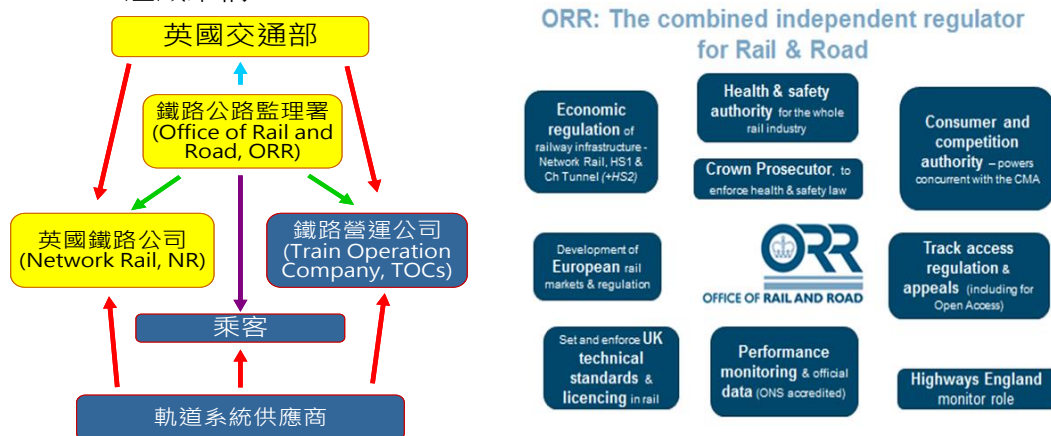 英國交通部
鐵路公路監理署
(Office of Rail and
Road, ORR)
英國鐵路公司
(Network Rail, NR)
鐵路營運公司
(Train Operation
Company, TOCs)
乘客
軌道系統供應商
ORR: The combined independent regulator
for Rail & Road
Economic
regulation of
railway infrastructure -
Network Rail, HS1 &
Ch Tunnel (+HS2)
Health & safety
authority for the whole
rail industry
Crown Prosecutor, to
enforce health & safety law
Consumer and
competition
authority – powers
concurrent with the CMA
Development of
European rail
markets & regulation
ORR
OFFICE OF RAIL AND ROAD
Track access
regulation &
appeals (including for
Open Access)
Set and enforce UK
technical
standards &
licencing in rail
Performance
monitoring & official
data (ONS accredited)
Highways England
monitor role